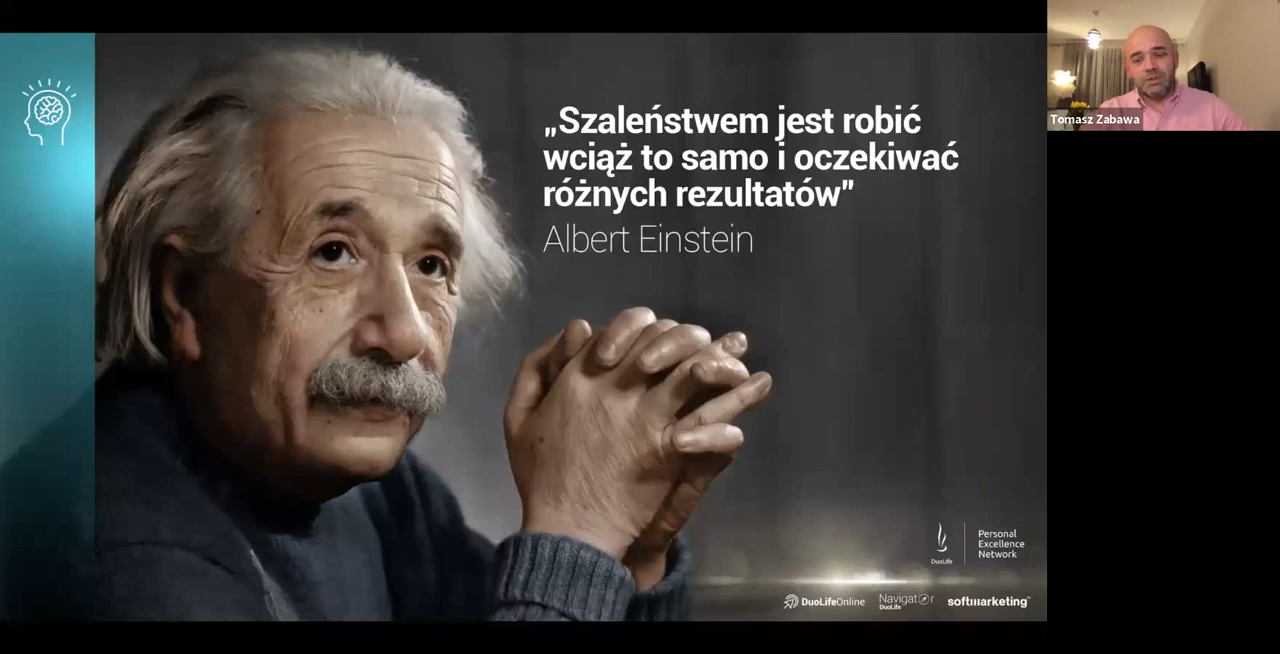 „Szaleństwem jest robić
wciąż to samo i oczekiwać
różnych rezultatów"
Albert Einstein
Tomasz Zabawa
DuoLife
Personal
Excellence
Network
DuoLifeOnline
Navigator
DuoLife
softmarketing™